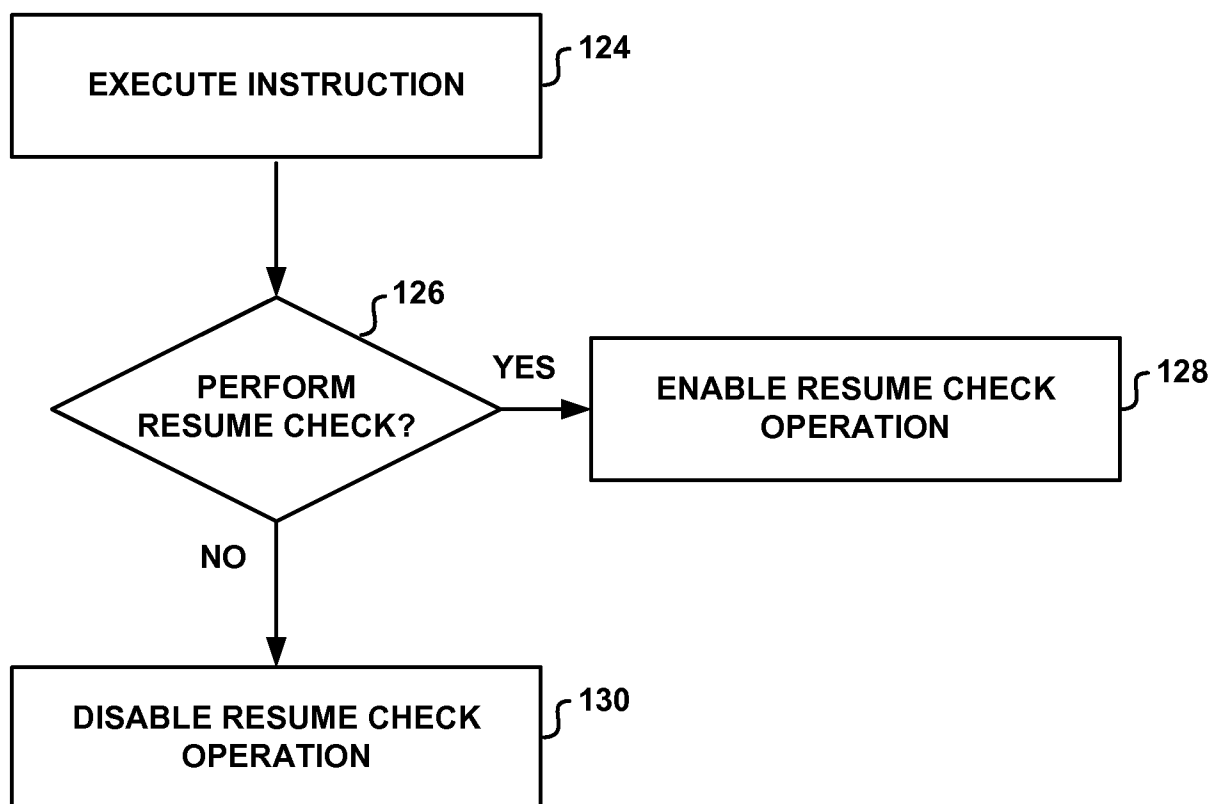 EXECUTE INSTRUCTION
124
126
PERFORM
RESUME CHECK?
YES
ENABLE RESUME CHECK
OPERATION
128
NO
DISABLE RESUME CHECK
OPERATION
130